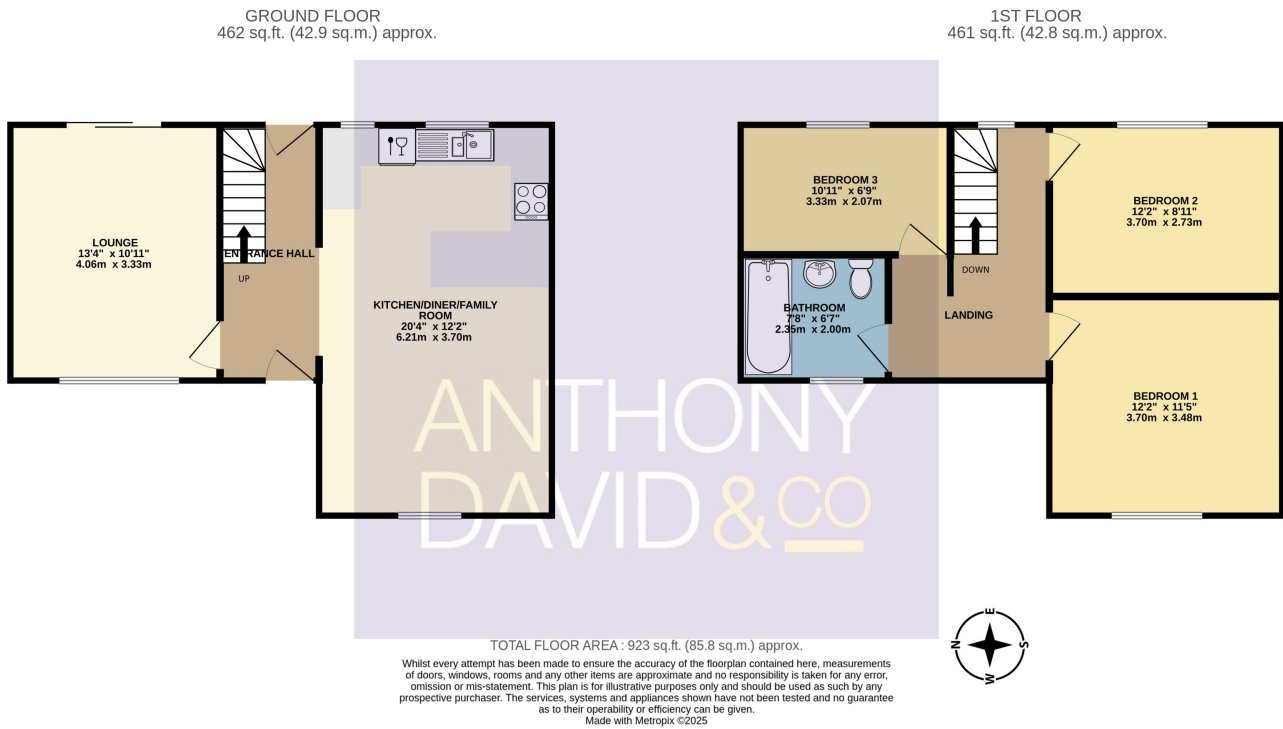 GROUND FLOOR
462 sq.ft. (42.9 sq.m.) approx.
1ST FLOOR
461 sq.ft. (42.8 sq.m.) approx.
LOUNGE
13'4" x 10'11"
4.06m x 3.33m
ENTRANCE HALL
UP
KITCHEN/DINER/FAMILY
ROOM
20'4" x 12'2"
6.21m x 3.70m
BEDROOM 3
10'11" x 6'9"
3.33m x 2.07m
BEDROOM 2
12'2" x 8'11"
3.70m x 2.73m
DOWN
BATHROOM
7'8" x 6'7"
2.35m x 2.00m
LANDING
BEDROOM 1
12'2" x 11'5"
3.70m x 3.48m
ANTHONY
DAVID & CO
E
N
S
W
TOTAL FLOOR AREA : 923 sq.ft. (85.8 sq.m.) approx.
Whilst every attempt has been made to ensure the accuracy of the floorplan contained here, measurements
of doors, windows, rooms and any other items are approximate and no responsibility is taken for any error,
omission or mis-statement. This plan is for illustrative purposes only and should be used as such by any
prospective purchaser. The services, systems and appliances shown have not been tested and no guarantee
as to their operability or efficiency can be given.
Made with Metropix ©2025